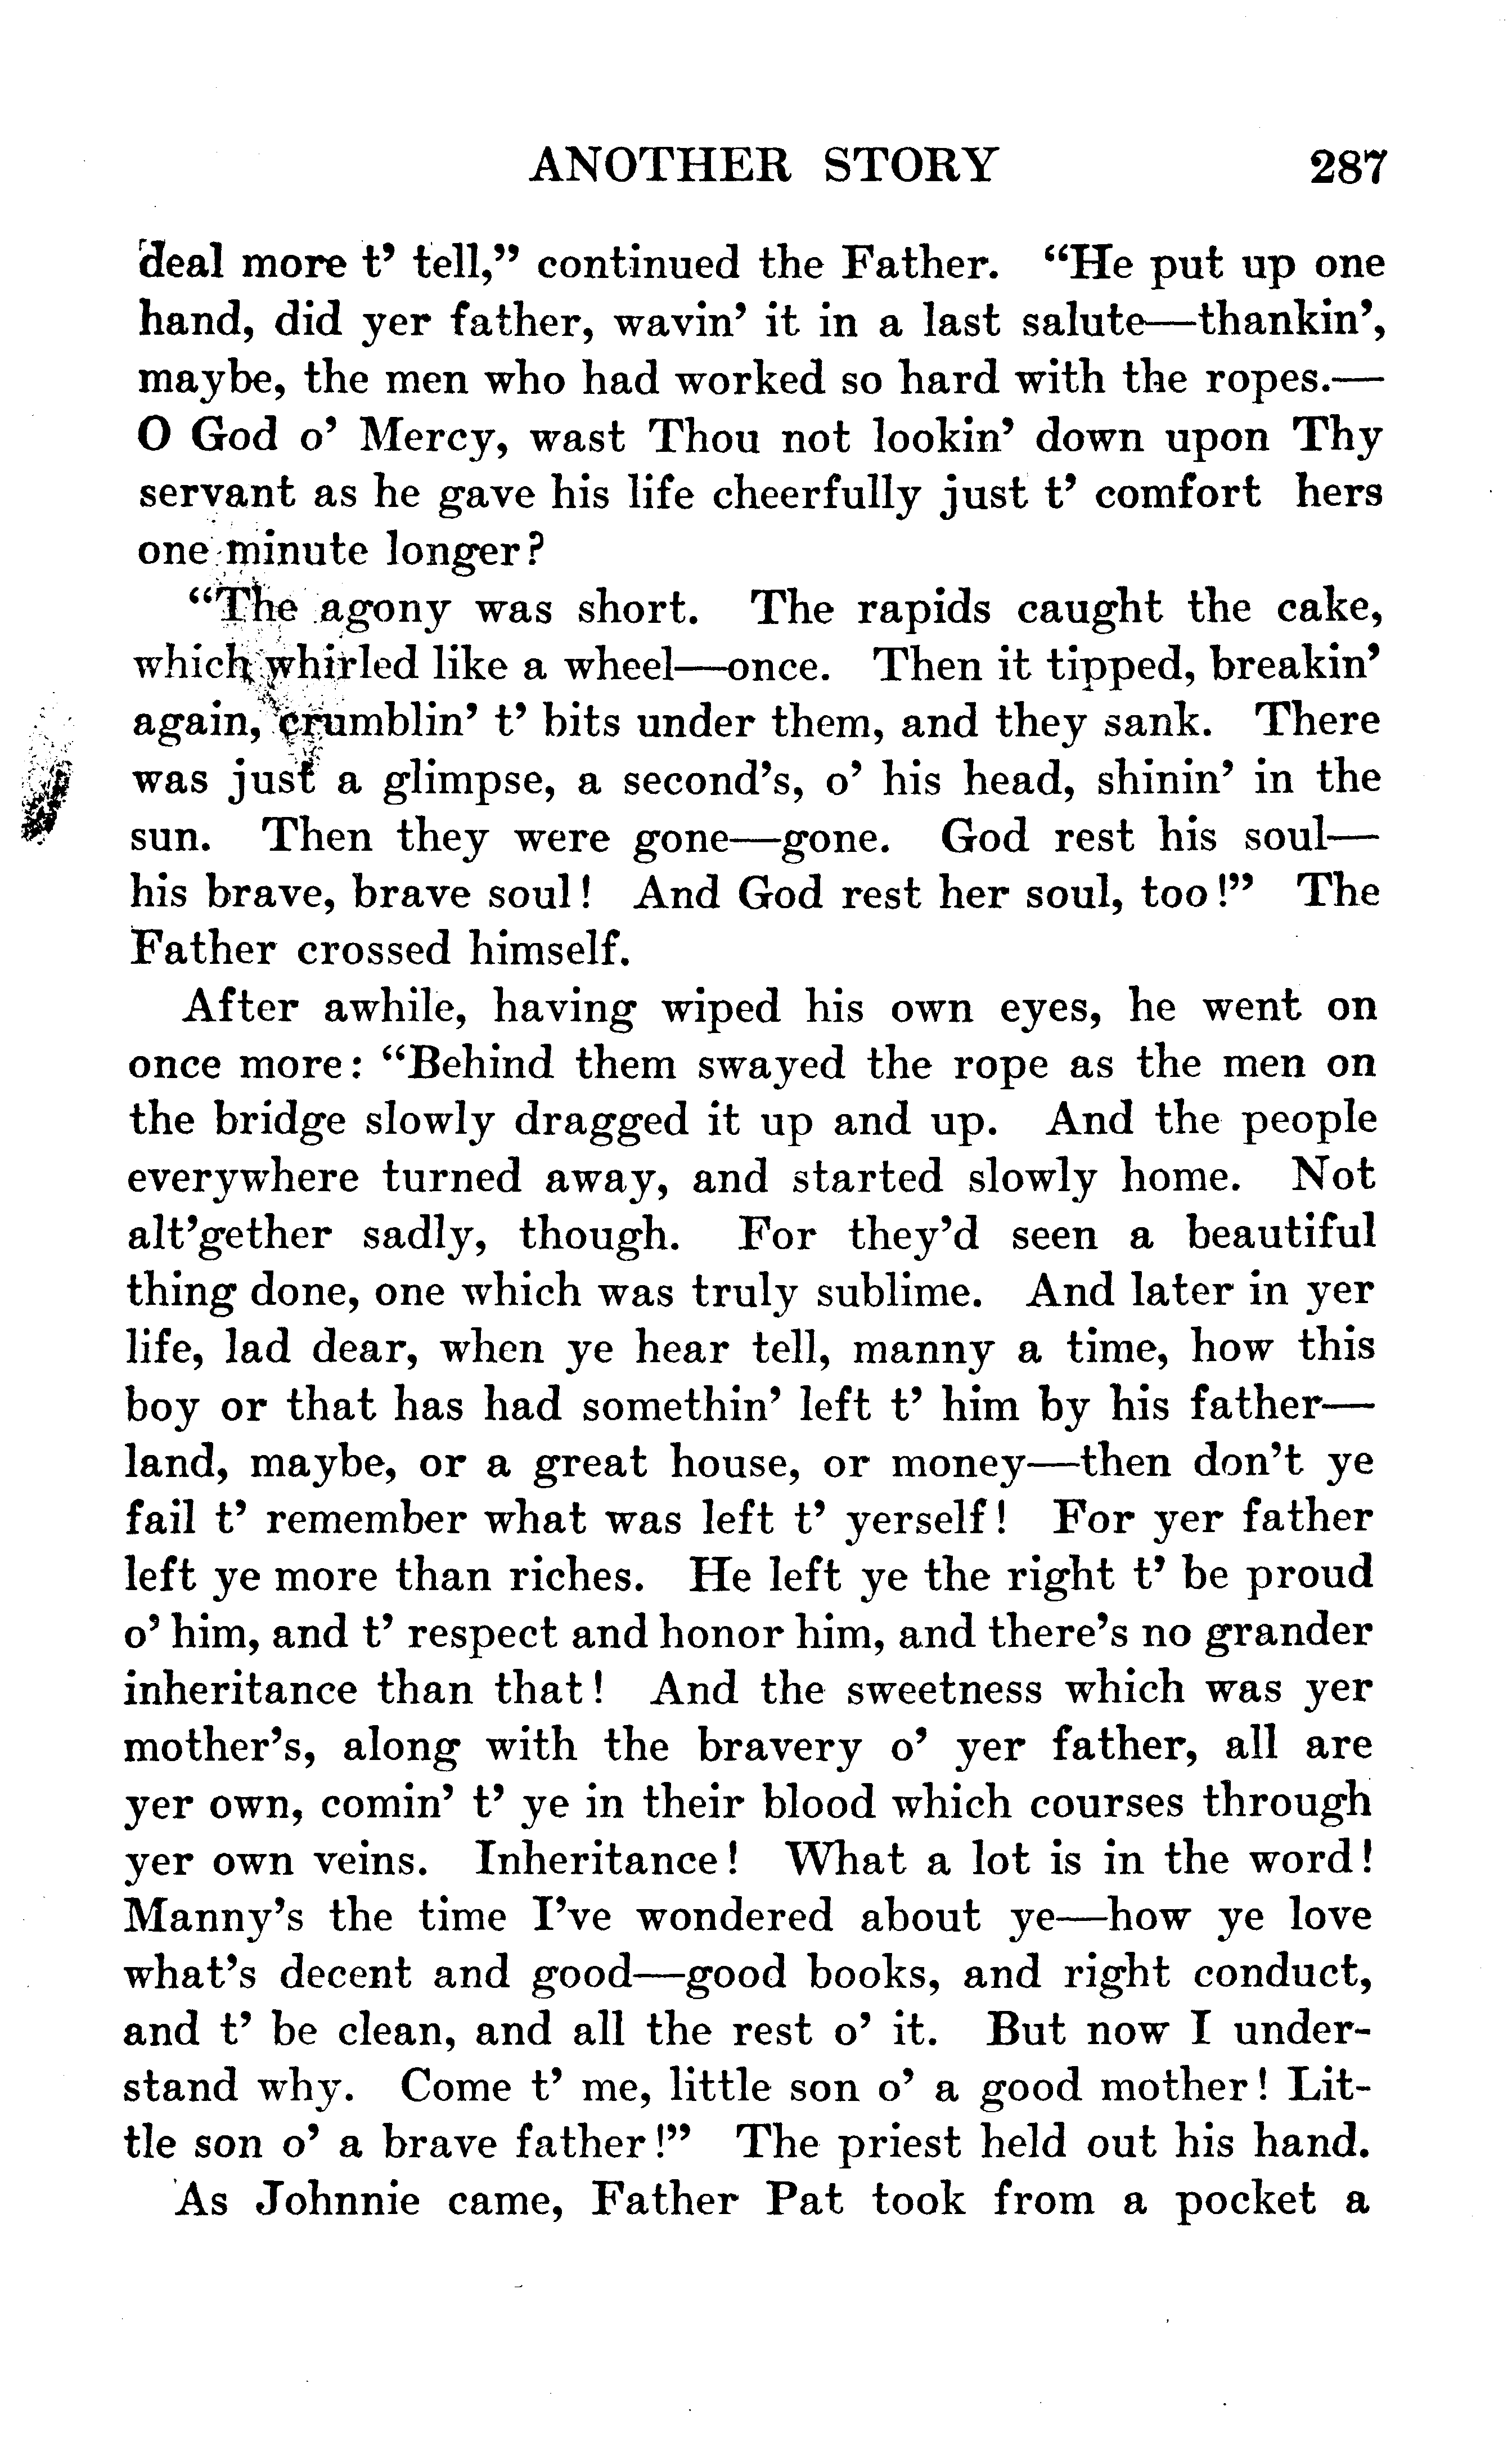 ANOTHER STORY 287
deal more t' tell,” continued the Father. “He put up one
hand, did yer father, wavin' it in a last salute—thankin',
maybe, the men who had worked so hard with the ropes.—
O God o' Mercy, wast Thou not lookin' down upon Thy
servant as he gave his life cheerfully just t' comfort hers
one minute longer?
“The agony was short. The rapids caught the cake,
which whirled like a wheel—once. Then it tipped, breakin'
again, crumblin' t' bits under them, and they sank. There
was just a glimpse, a second's, o' his head, shinin' in the
sun. Then they were gone—gone. God rest his soul—
his brave, brave soul! And God rest her soul, too!” The
Father crossed himself.
After awhile, having wiped his own eyes, he went on
once more: “Behind them swayed the rope as the men on
the bridge slowly dragged it up and up. And the people
everywhere turned away, and started slowly home. Not
alt'gether sadly, though. For they'd seen a beautiful
thing done, one which was truly sublime. And later in yer
life, lad dear, when ye hear tell, manny a time, how this
boy or that has had somethin' left t' him by his father—
land, maybe, or a great house, or money—then don't ye
fail t' remember what was left t' yerself! For yer father
left ye more than riches. He left ye the right t' be proud
o' him, and t' respect and honor him, and there's no grander
inheritance than that! And the sweetness which was yer
mother's, along with the bravery o' yer father, all are
yer own, comin' t' ye in their blood which courses through
yer own veins. Inheritance! What a lot is in the word!
Manny's the time I've wondered about ye—how ye love
what's decent and good—good books, and right conduct,
and t' be clean, and all the rest o' it. But now I under-
stand why. Come t' me, little son o' a good mother! Lit-
tle son o' a brave father!” The priest held out his hand.
As Johnnie came, Father Pat took from a pocket a